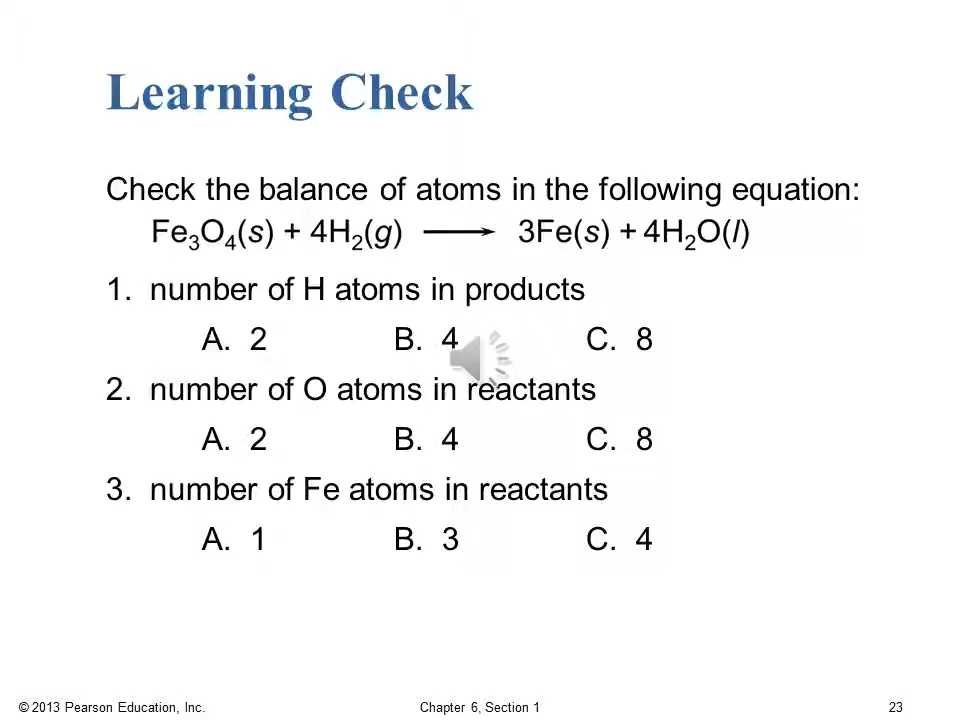 Learning Check
Check the balance of atoms in the following equation:
Fe₃O₄(s) + 4H₂(g) ⟶ 3Fe(s) + 4H₂O(l)
1. number of H atoms in products
A. 2 B. 4 C. 8
2. number of O atoms in reactants
A. 2 B. 4 C. 8
3. number of Fe atoms in reactants
A. 1 B. 3 C. 4
© 2013 Pearson Education, Inc. Chapter 6, Section 1 23